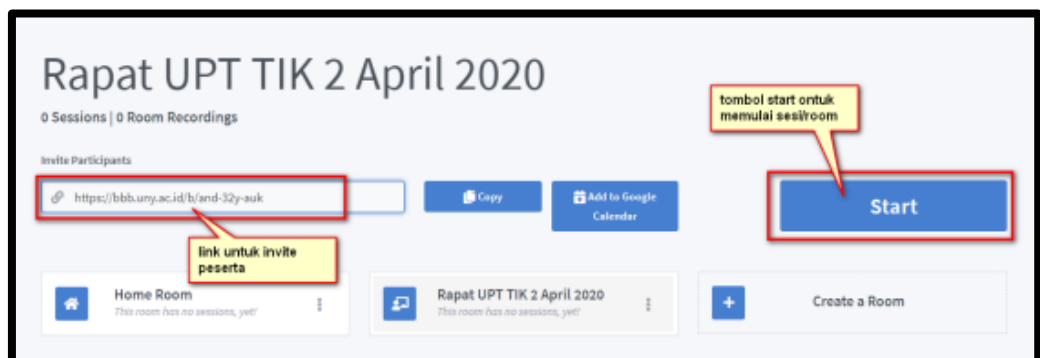 Rapat UPT TIK 2 April 2020
0 Sessions | 0 Room Recordings
tombol start ontuk
memulai sesi/room
Invite Participants
https://bbb.uny.ac.id/b/and-32y-auk
Copy
Add to Google
Calendar
Start
link untuk invite
peserta
Home Room
This room has no sessions, yet!
Rapat UPT TIK 2 April 2020
This room has no sessions, yet!
Create a Room